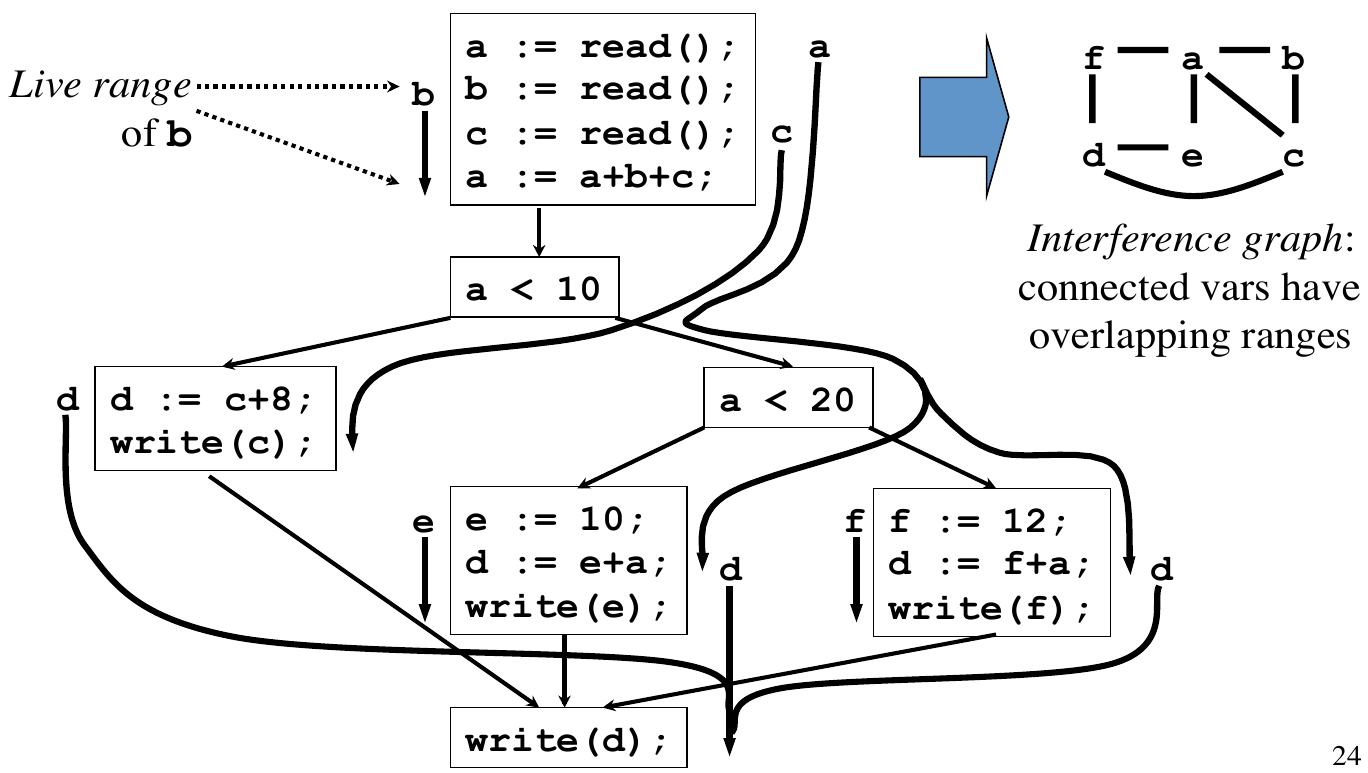 Live range
of b
b
a := read();
b := read();
c := read();
a := a+b+c;
a
c
f a b
d e c
Interference graph:
connected vars have
overlapping ranges
a < 10
d
d := c+8;
write(c);
a < 20
e
e := 10;
d := e+a;
write(e);
d
f
f := 12;
d := f+a;
write(f);
d
write(d);
24